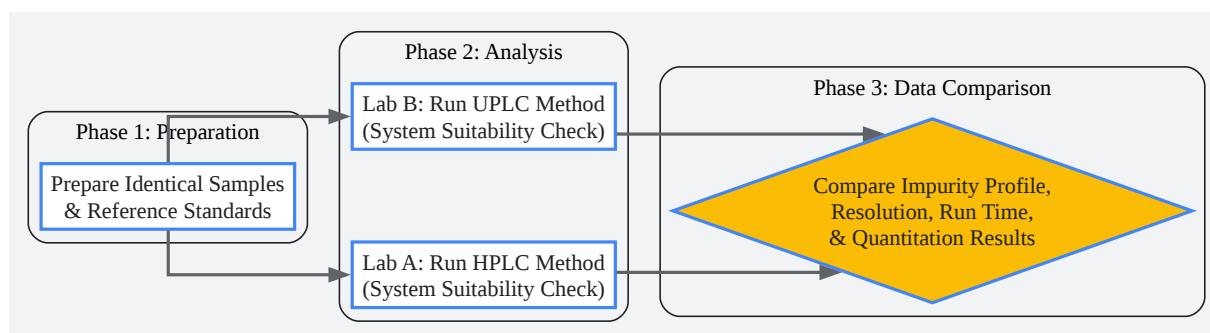 Phase 1: Preparation
Prepare Identical Samples
& Reference Standards
Phase 2: Analysis
Lab B: Run UPLC Method
(System Suitability Check)
Lab A: Run HPLC Method
(System Suitability Check)
Phase 3: Data Comparison
Compare Impurity Profile,
Resolution, Run Time,
& Quantitation Results